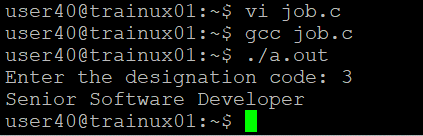 user40@trainux01:~$ vi job.c
user40@trainux01:~$ gcc job.c
user40@trainux01:~$ ./a.out
Enter the designation code: 3
Senior Software Developer
user40@trainux01:~$